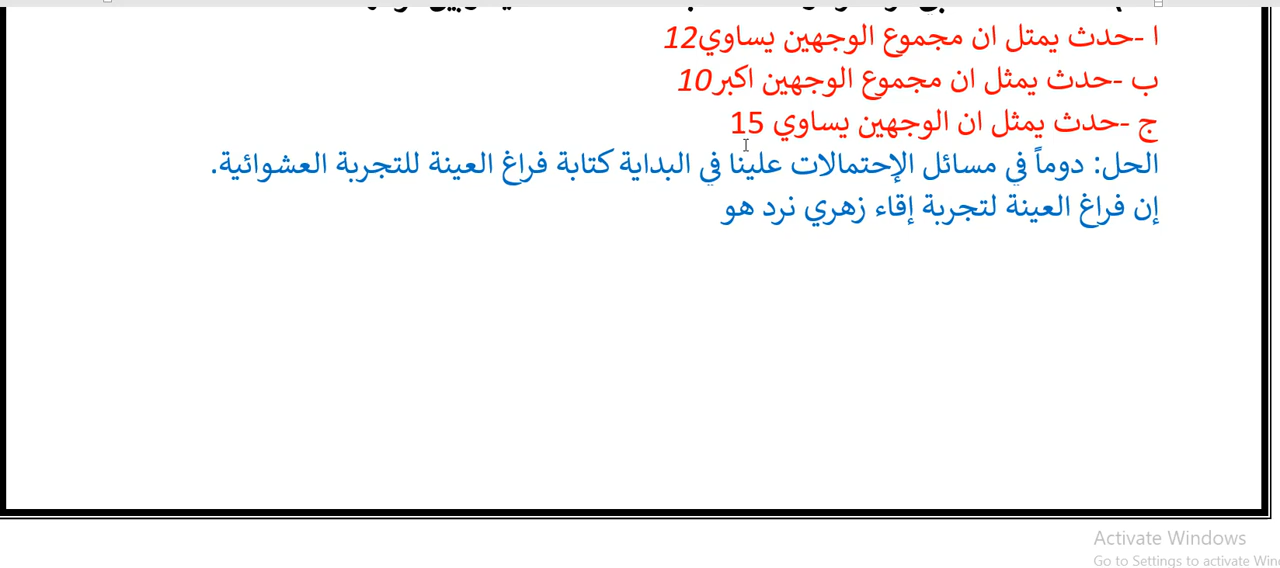 ا -حدث يمتل ان مجموع الوجهين يساوي12
ب -حدث يمثل ان مجموع الوجهين اكبر10
ج -حدث يمثل ان الوجهين يساوي 15
الحل: دوماً في مسائل الإحتمالات علينا في البداية كتابة فراغ العينة للتجربة العشوائية.
إن فراغ العينة لتجربة إقاء زهري نرد هو
Activate Windows
Go to Settings to activate Win